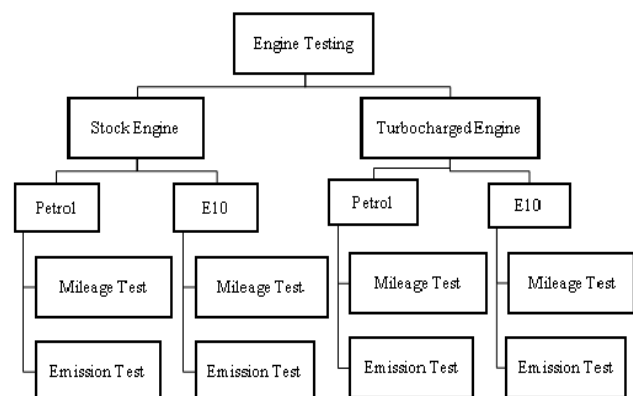 Engine Testing
Stock Engine
Turbocharged Engine
Petrol
E10
Petrol
E10
Mileage Test
Mileage Test
Mileage Test
Mileage Test
Emission Test
Emission Test
Emission Test
Emission Test